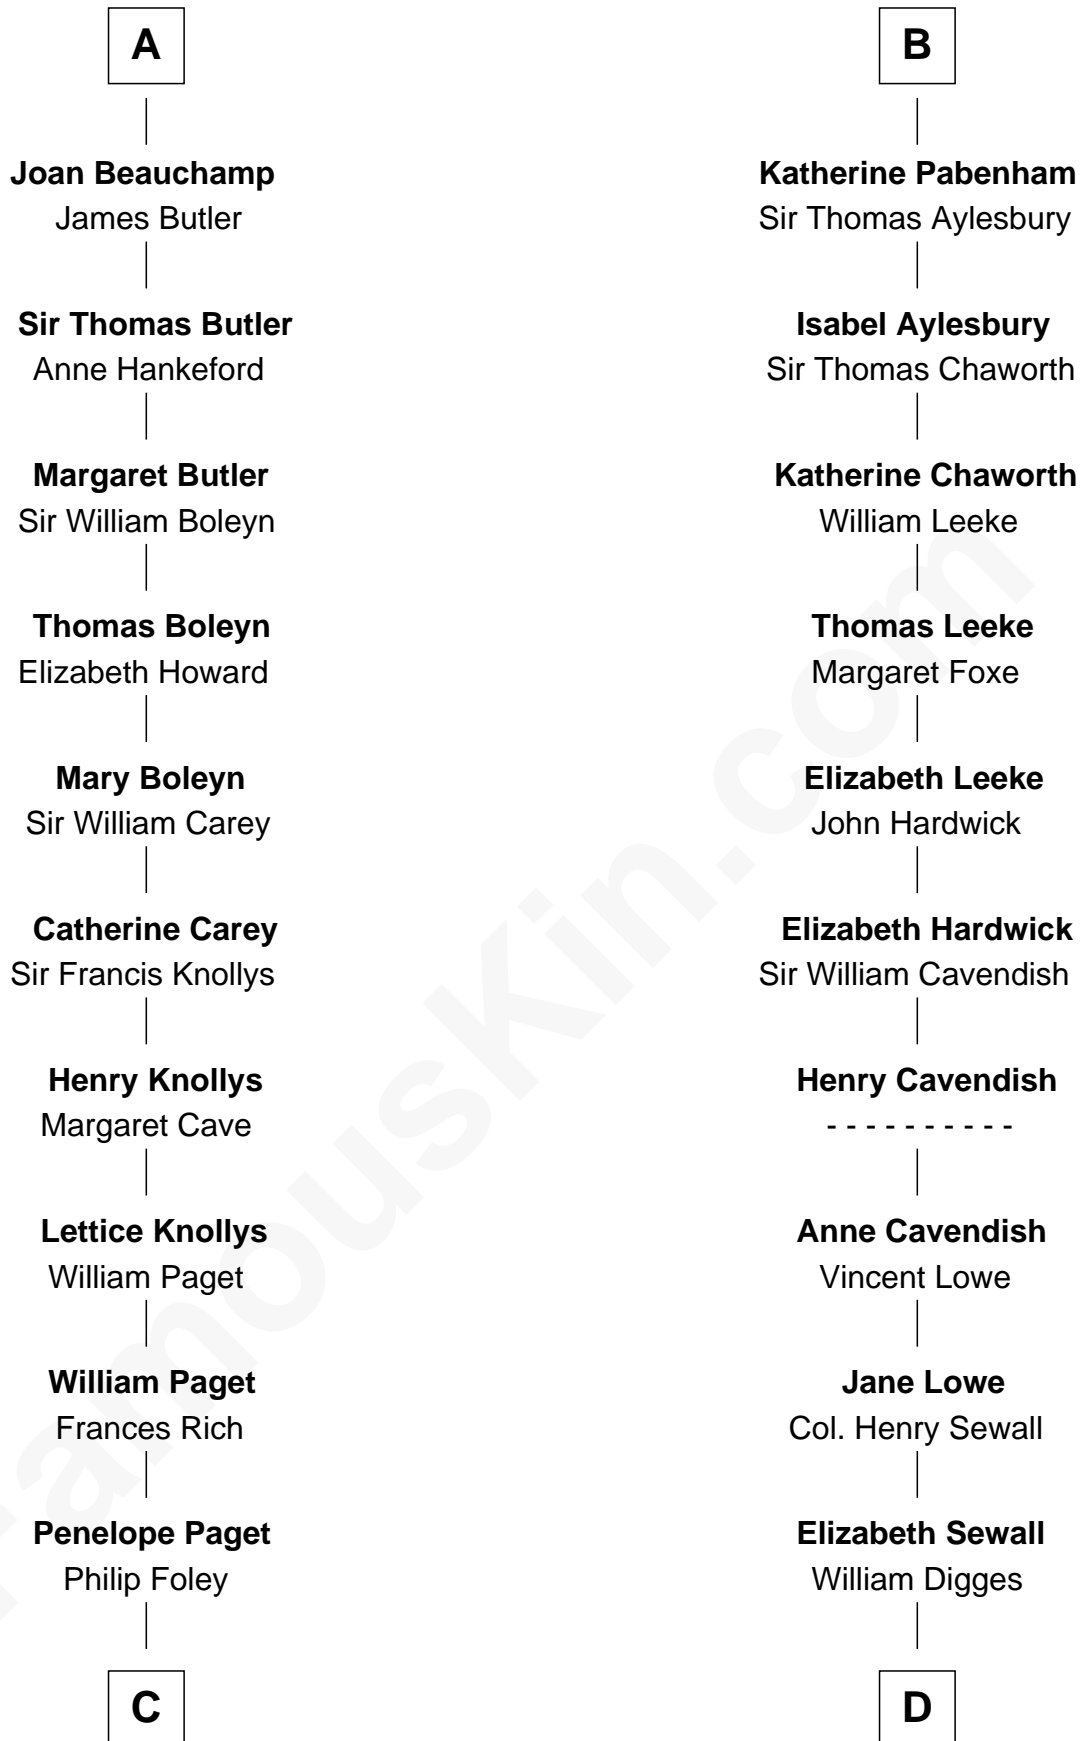 A
Joan Beauchamp
James Butler
Sir Thomas Butler
Anne Hankeford
Margaret Butler
Sir William Boleyn
Thomas Boleyn
Elizabeth Howard
Mary Boleyn
Sir William Carey
Catherine Carey
Sir Francis Knollys
Henry Knollys
Margaret Cave
Lettice Knollys
William Paget
William Paget
Frances Rich
Penelope Paget
Philip Foley
C
B
Katherine Pabenham
Sir Thomas Aylesbury
Isabel Aylesbury
Sir Thomas Chaworth
Katherine Chaworth
William Leeke
Thomas Leeke
Margaret Foxe
Elizabeth Leeke
John Hardwick
Elizabeth Hardwick
Sir William Cavendish
Henry Cavendish
- - - - - - - - - -
Anne Cavendish
Vincent Lowe
Jane Lowe
Col. Henry Sewall
Elizabeth Sewall
William Digges
D
FamousKin.com